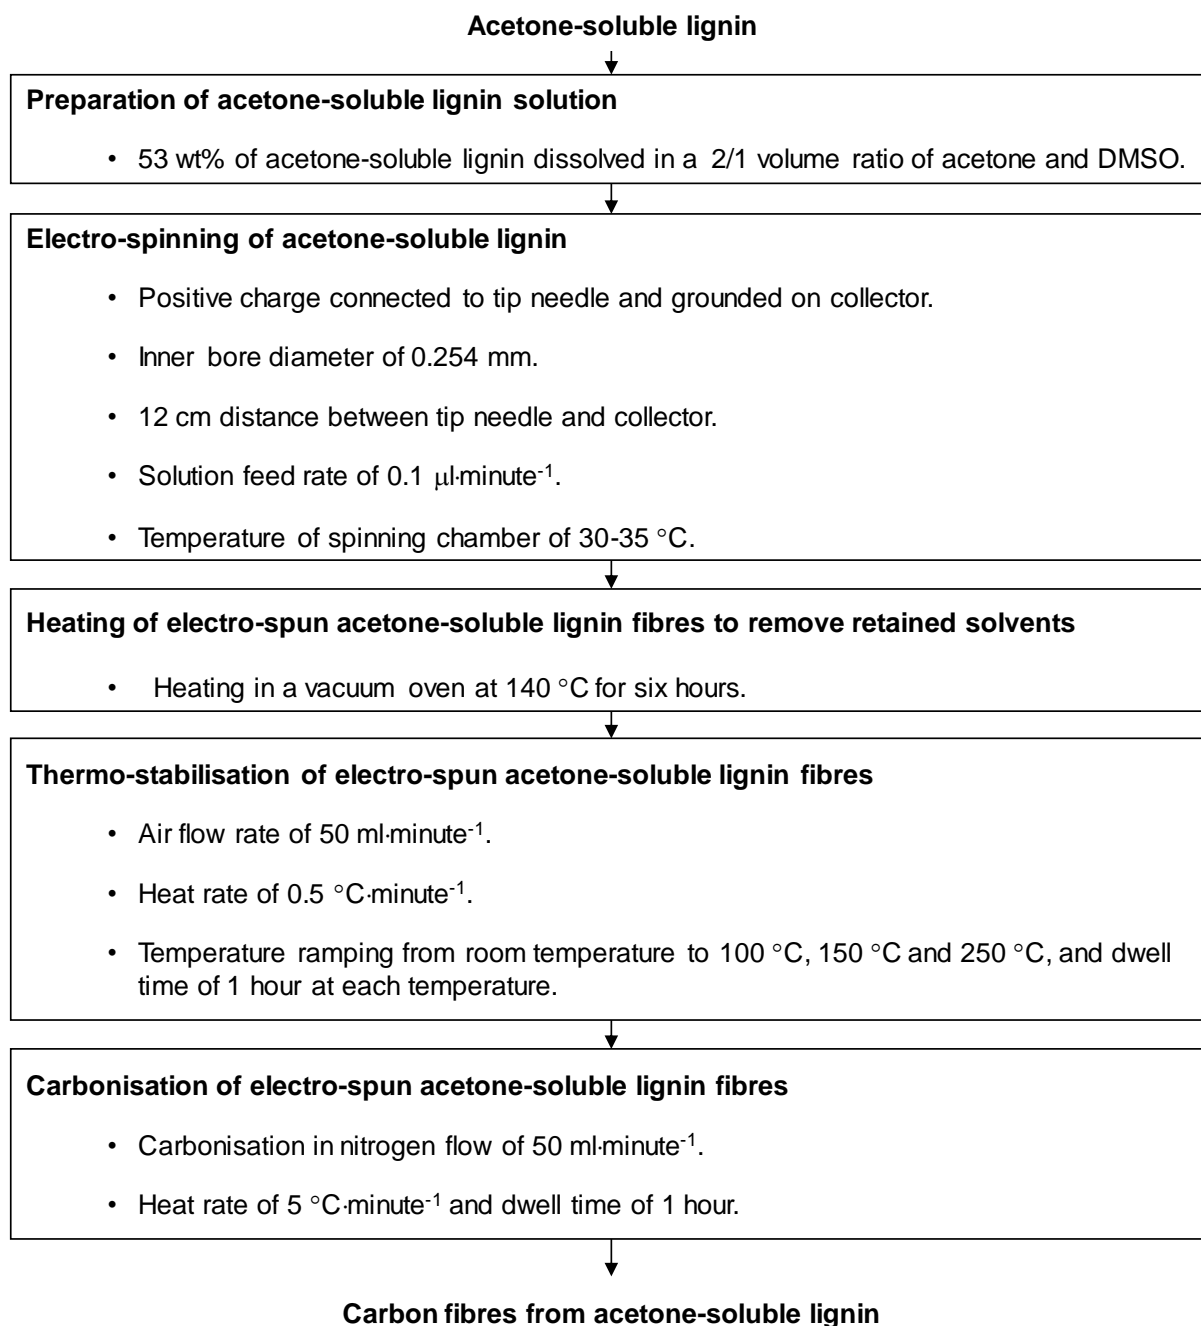 Acetone-soluble lignin
Preparation of acetone-soluble lignin solution
• 53 wt% of acetone-soluble lignin dissolved in a 2/1 volume ratio of acetone and DMSO.
Electro-spinning of acetone-soluble lignin
• Positive charge connected to tip needle and grounded on collector.
• Inner bore diameter of 0.254 mm.
• 12 cm distance between tip needle and collector.
• Solution feed rate of 0.1 μl·minute⁻¹.
• Temperature of spinning chamber of 30-35 °C.
Heating of electro-spun acetone-soluble lignin fibres to remove retained solvents
• Heating in a vacuum oven at 140 °C for six hours.
Thermo-stabilisation of electro-spun acetone-soluble lignin fibres
• Air flow rate of 50 ml·minute⁻¹.
• Heat rate of 0.5 °C·minute⁻¹.
• Temperature ramping from room temperature to 100 °C, 150 °C and 250 °C, and dwell
time of 1 hour at each temperature.
Carbonisation of electro-spun acetone-soluble lignin fibres
• Carbonisation in nitrogen flow of 50 ml·minute⁻¹.
• Heat rate of 5 °C·minute⁻¹ and dwell time of 1 hour.
Carbon fibres from acetone-soluble lignin